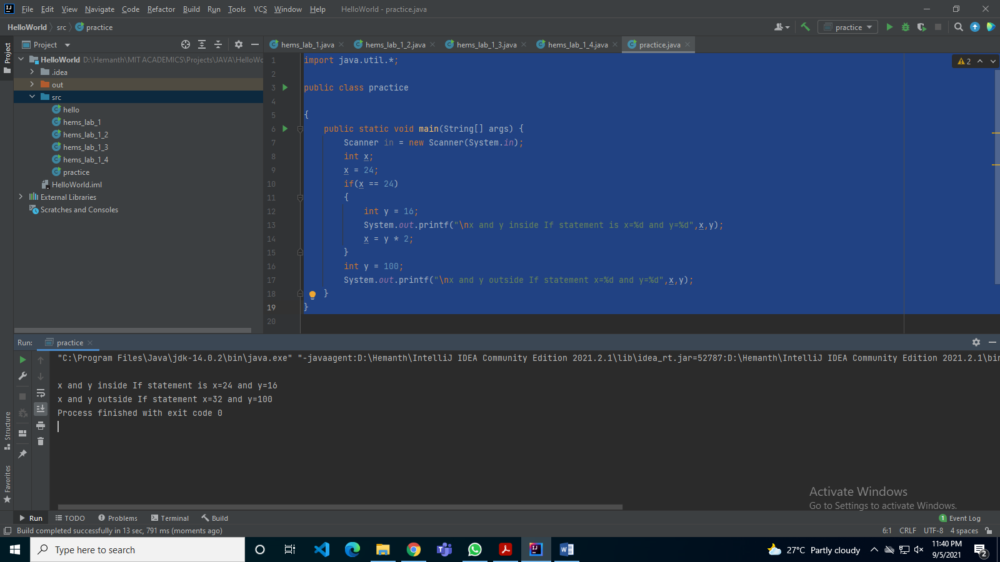 File Edit View Navigate Code Refactor Build Run Tools VCS Window Help HelloWorld - practice.java
HelloWorld src practice practice
Project hems_lab_1.java hems_lab_1_2.java hems_lab_1_3.java hems_lab_1_4.java practice.java
Project
HelloWorld D:\Hemanth\MIT ACADEMICS\Projects\JAVA\HelloWo
.idea
out
src
hello
hems_lab_1
hems_lab_1_2
hems_lab_1_3
hems_lab_1_4
practice
HelloWorld.iml
External Libraries
Scratches and Consoles
2
1 import java.util.*;
2
3 public class practice
4
5 {
6 public static void main(String[] args) {
7 Scanner in = new Scanner(System.in);
8 int x;
9 x = 24;
10 if(x == 24)
11 {
12 int y = 16;
13 System.out.printf("\nx and y inside If statement is x=%d and y=%d",x,y);
14 x = y * 2;
15 }
16 int y = 100;
17 System.out.printf("\nx and y outside If statement x=%d and y=%d",x,y);
18 }
19 }
20
Run: practice
"C:\Program Files\Java\jdk-14.0.2\bin\java.exe" "-javaagent:D:\Hemanth\IntelliJ IDEA Community Edition 2021.2.1\lib\idea_rt.jar=52787:D:\Hemanth\IntelliJ IDEA Community Edition 2021.2.1\bin
x and y inside If statement is x=24 and y=16
x and y outside If statement x=32 and y=100
Process finished with exit code 0
Structure
Favorites
Activate Windows
Go to Settings to activate Windows.
Run TODO Problems Terminal Build 1 Event Log
Build completed successfully in 13 sec, 791 ms (moments ago) 6:1 CRLF UTF-8 4 spaces
Type here to search 27°C Partly cloudy 11:40 PM
9/5/2021 2